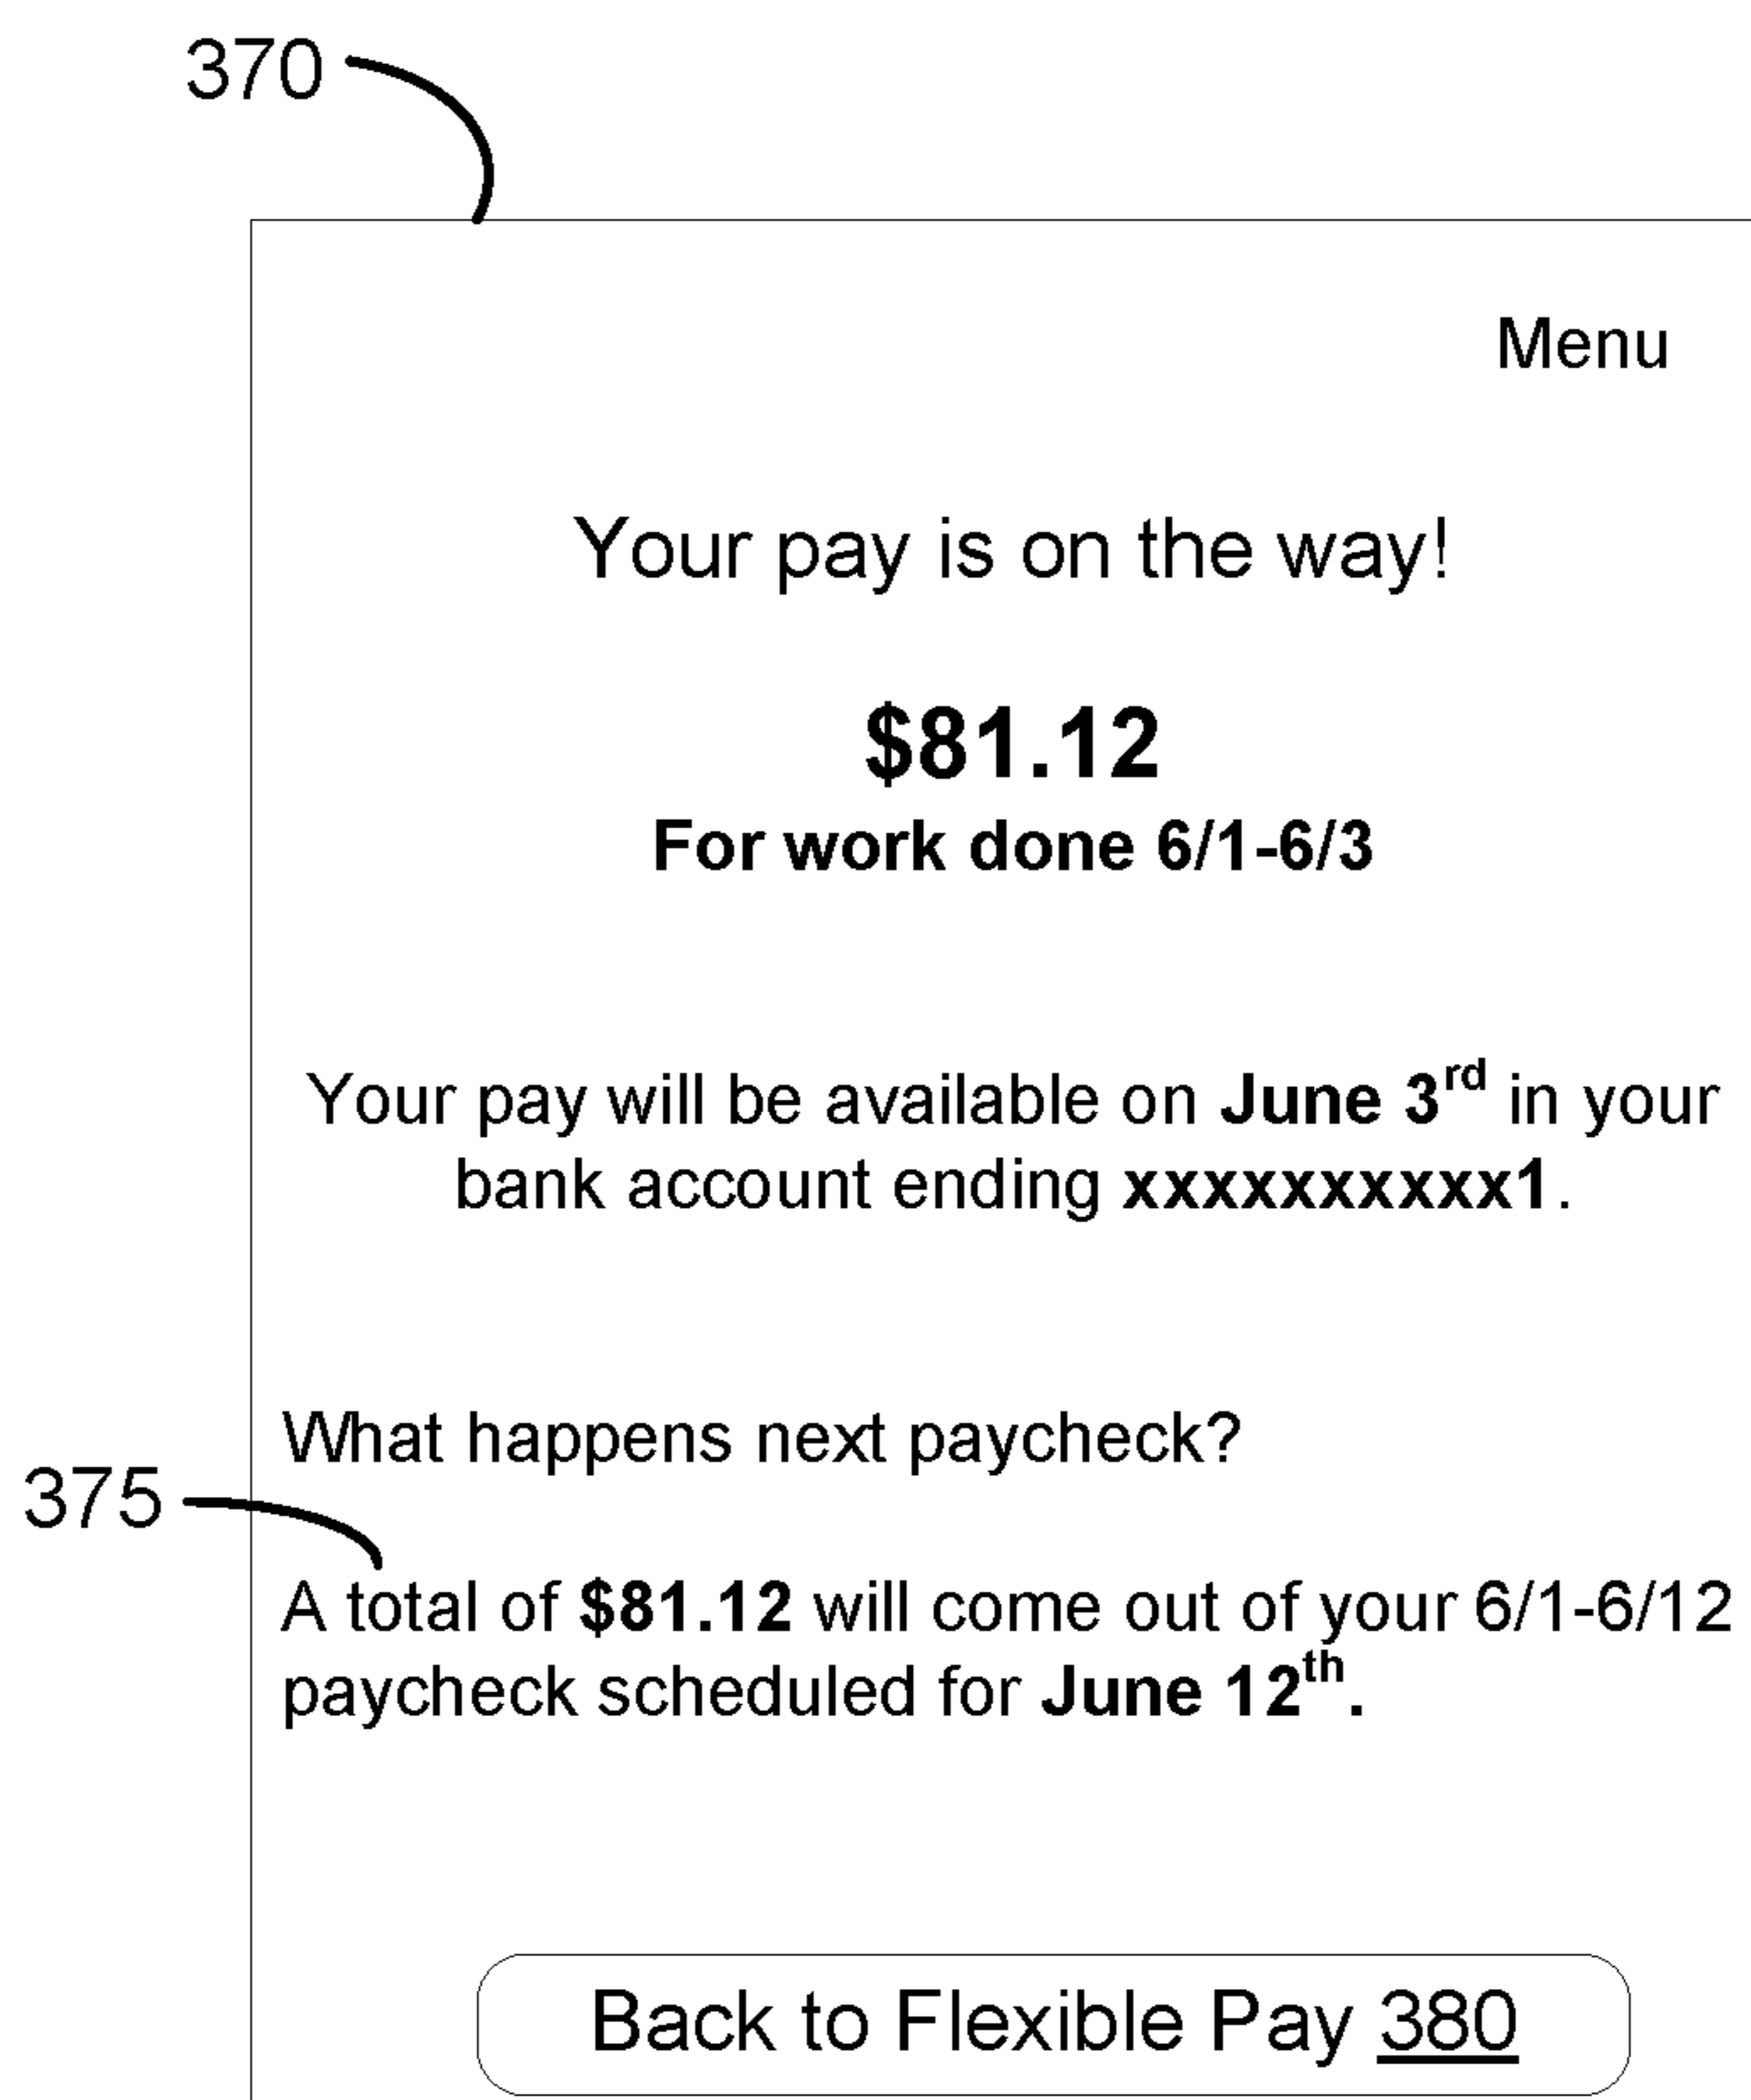 370
Menu
Your pay is on the way!
$81.12
For work done 6/1-6/3
Your pay will be available on June 3rd in your
bank account ending xxxxxxxxxx1.
What happens next paycheck?
375
A total of $81.12 will come out of your 6/1-6/12
paycheck scheduled for June 12th.
Back to Flexible Pay 380